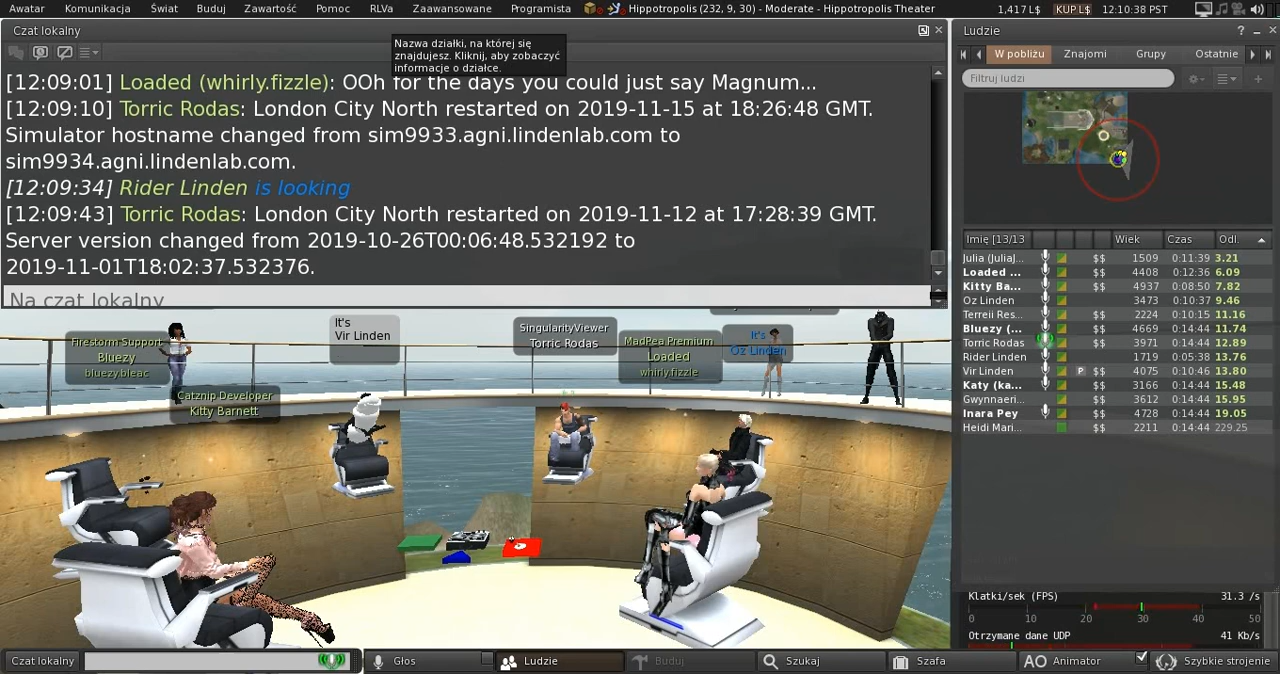 Awatar Komunikacja Świat Buduj Zawartość Pomoc RLVa Zaawansowane Programista Hippotropolis (232, 9, 30) - Moderate - Hippotropolis Theater 1,417 L$ KUP L$ 12:10:38 PST
Czat lokalny
Nazwa działki, na której się
znajdujesz. Kliknij, aby zobaczyć
informacje o działce.
[12:09:01] Loaded (whirly.fizzle): OOh for the days you could just say Magnum...
[12:09:10] Torric Rodas: London City North restarted on 2019-11-15 at 18:26:48 GMT.
Simulator hostname changed from sim9933.agni.lindenlab.com to
sim9934.agni.lindenlab.com.
[12:09:34] Rider Linden is looking
[12:09:43] Torric Rodas: London City North restarted on 2019-11-12 at 17:28:39 GMT.
Server version changed from 2019-10-26T00:06:48.532192 to
2019-11-01T18:02:37.532376.
Na czat lokalny
Firestorm Support
Bluezy
bluezy.bleac
Catznip Developer
Kitty Barnett
It's
Vir Linden
SingularityViewer
Torric Rodas
MadPea Premium
Loaded
whirly.fizzle
It's
Oz Linden
Ludzie
? _ ×
W pobliżu Znajomi Grupy Ostatnie
Filtruj ludzi
Imię [13/13 Wiek Czas Odl.
Julia (JuliaJ... $$ 1509 0:11:39 3.21
Loaded ... $$ 4408 0:12:36 6.09
Kitty Ba... $$ 4937 0:08:50 7.82
Oz Linden 3473 0:10:37 9.46
Terreii Res... $$ 2224 0:10:15 11.16
Bluezy (... $$ 4669 0:14:44 11.74
Torric Rodas $$ 3971 0:14:44 12.89
Rider Linden 1719 0:05:38 13.76
Vir Linden P $$ 4075 0:10:46 13.80
Katy (ka... $$ 3166 0:14:44 15.48
Gwynnaeri... $$ 3612 0:14:44 15.95
Inara Pey $$ 4728 0:14:44 19.05
Heidi Mari... $$ 2211 0:14:44 229.25
Klatki/sek (FPS) 31.3 /s
0 10 20 30 40 50
Otrzymane dane UDP 41 Kb/s
Czat lokalny Głos Ludzie Buduj Szukaj Szafa AO Animator Szybkie strojenie